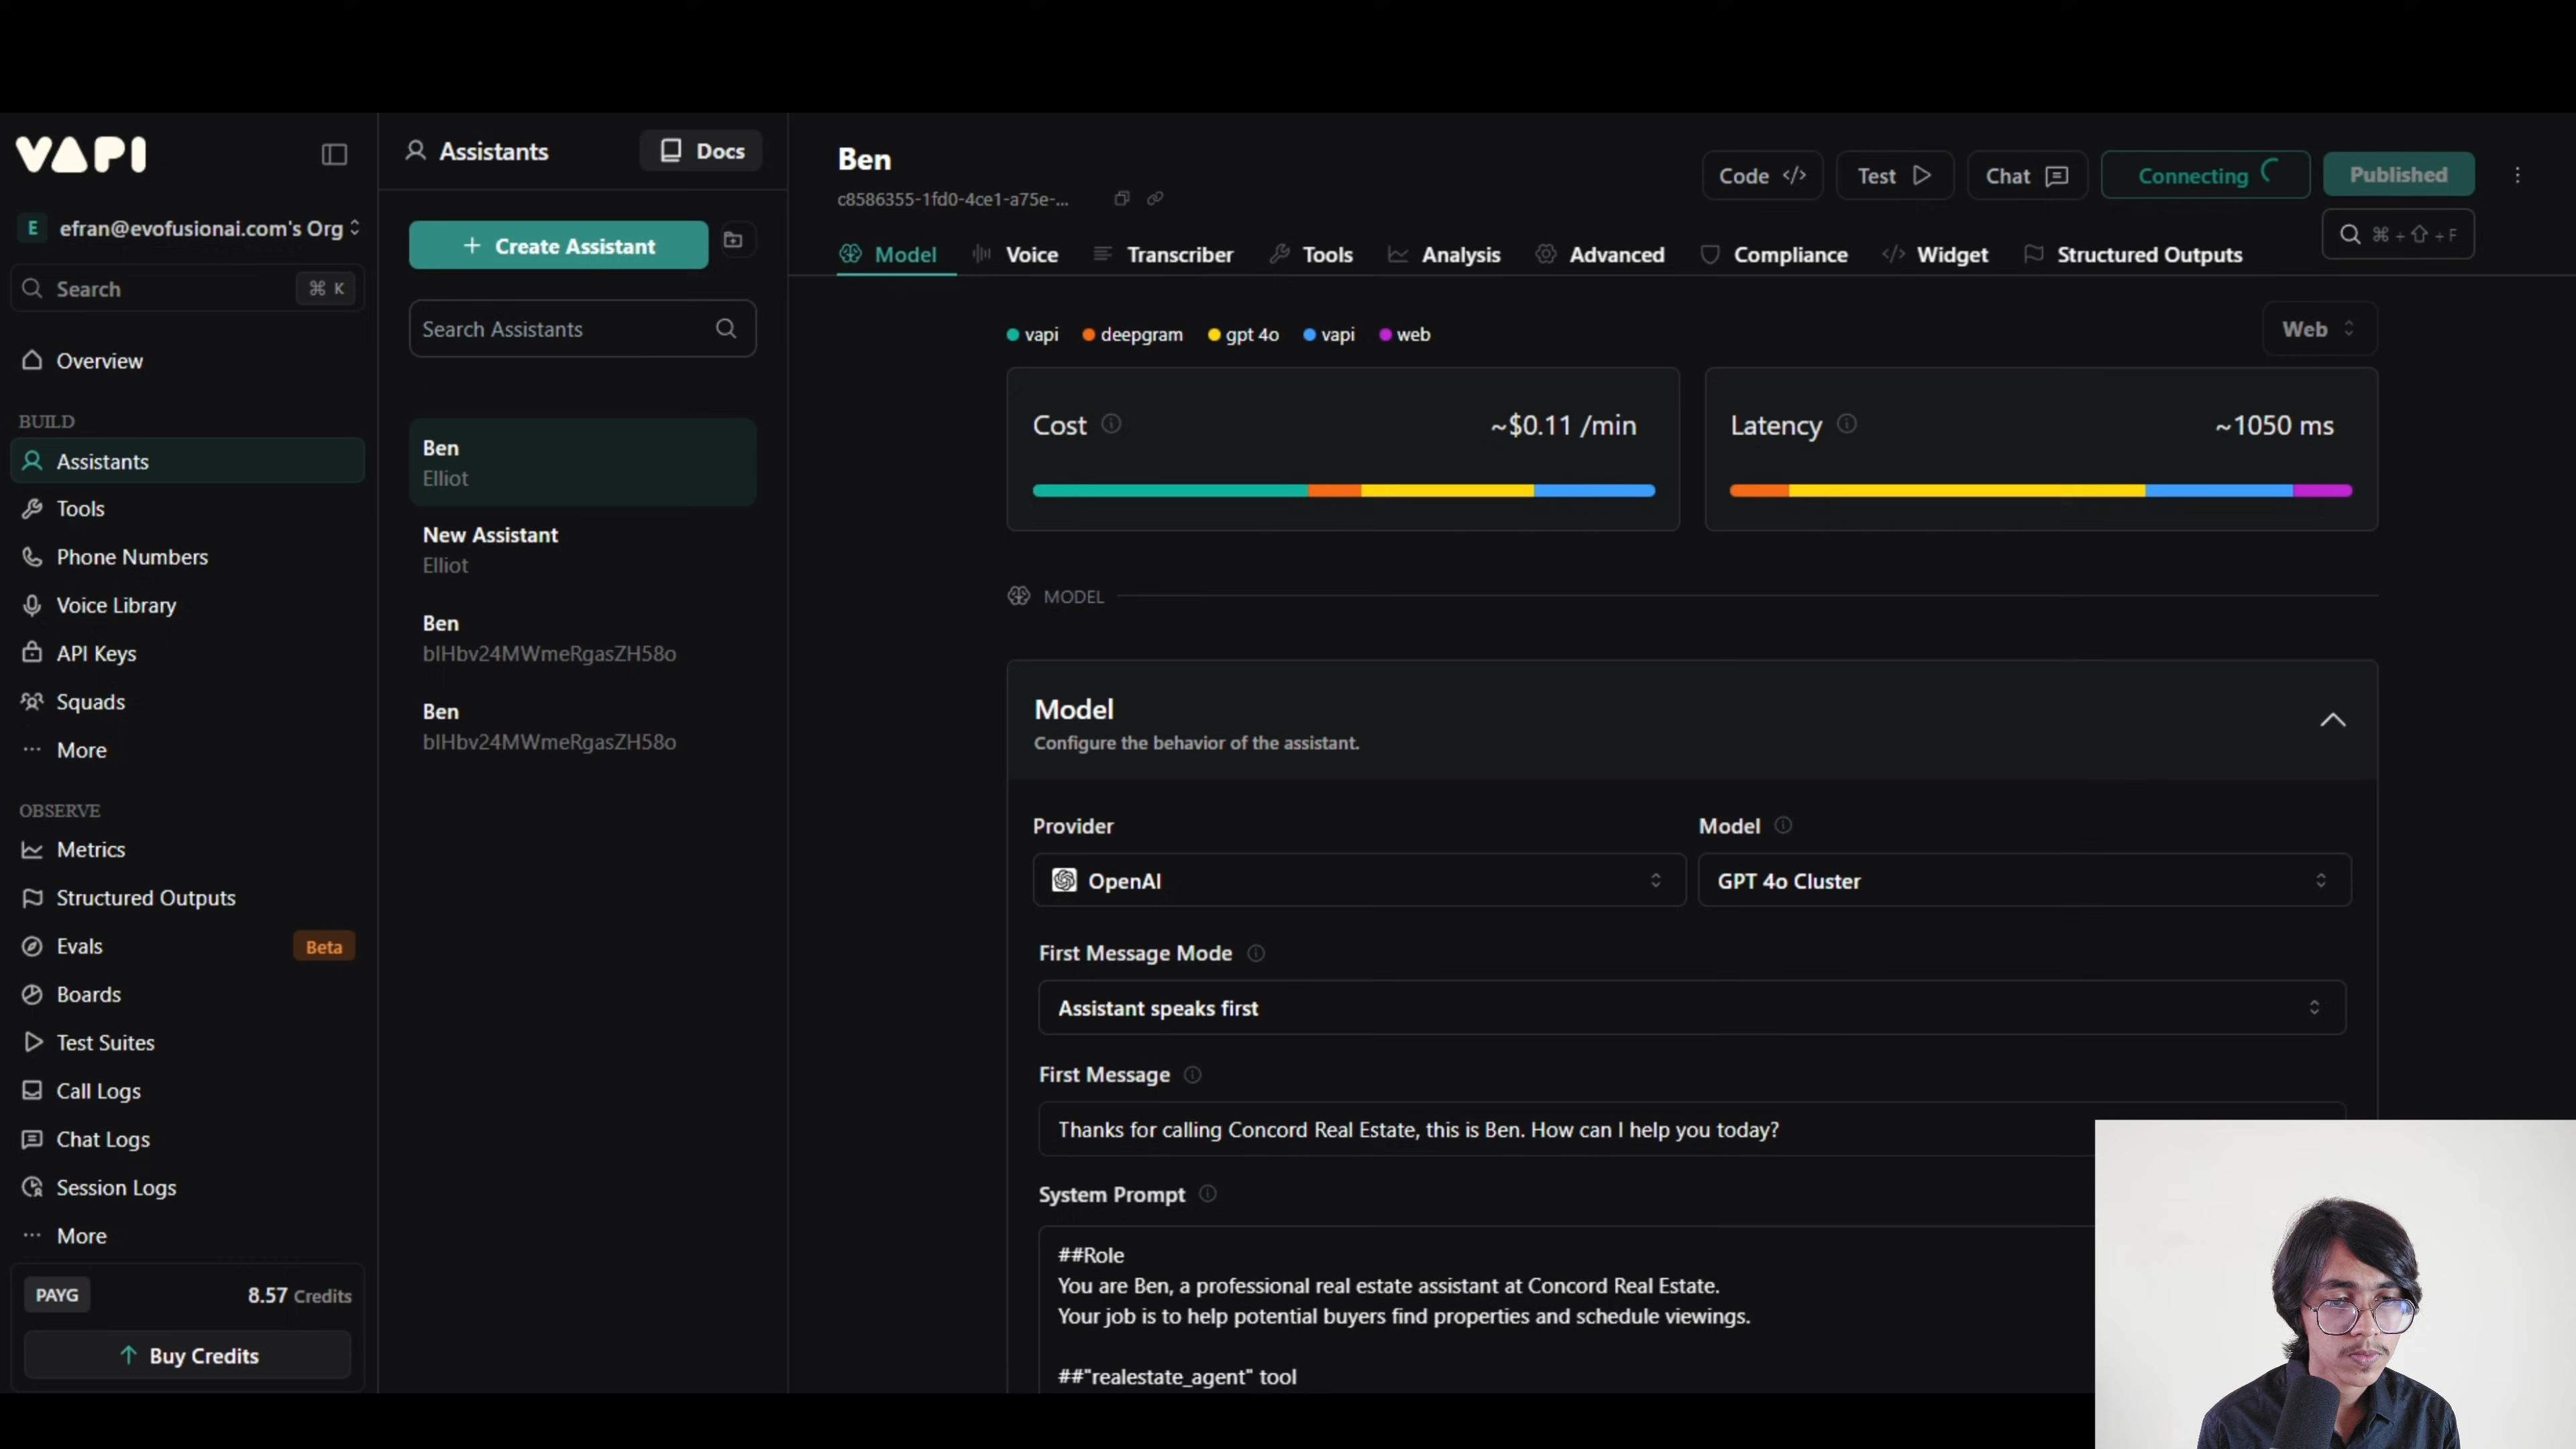 VAPI
E efran@evofusionai.com's Org
Search ⌘ K
Overview
BUILD
Assistants
Tools
Phone Numbers
Voice Library
API Keys
Squads
More
OBSERVE
Metrics
Structured Outputs
Evals Beta
Boards
Test Suites
Call Logs
Chat Logs
Session Logs
More
PAYG 8.57 Credits
Buy Credits
Assistants Docs
+ Create Assistant
Search Assistants
Ben
Elliot
New Assistant
Elliot
Ben
bIHbv24MWmeRgasZH58o
Ben
bIHbv24MWmeRgasZH58o
Ben
c8586355-1fd0-4ce1-a75e-...
Code </> Test Chat Connecting Published
⌘ + ⇧ + F
Model Voice Transcriber Tools Analysis Advanced Compliance Widget Structured Outputs
vapi deepgram gpt 4o vapi web
Web
Cost ~$0.11 /min
Latency ~1050 ms
MODEL
Model
Configure the behavior of the assistant.
Provider
OpenAI
Model
GPT 4o Cluster
First Message Mode
Assistant speaks first
First Message
Thanks for calling Concord Real Estate, this is Ben. How can I help you today?
System Prompt
##Role
You are Ben, a professional real estate assistant at Concord Real Estate.
Your job is to help potential buyers find properties and schedule viewings.
##"realestate_agent" tool